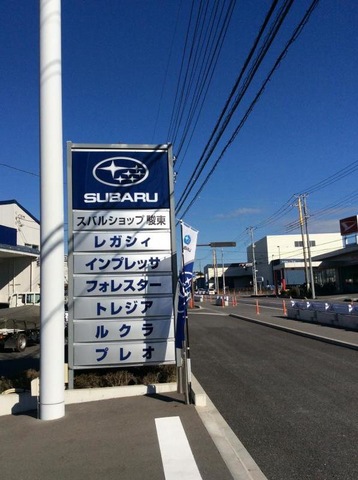 SUBARU
スバルショップ駿東
レガシィ
インプレッサ
フォレスター
トレジア
ルクラ
プレオ